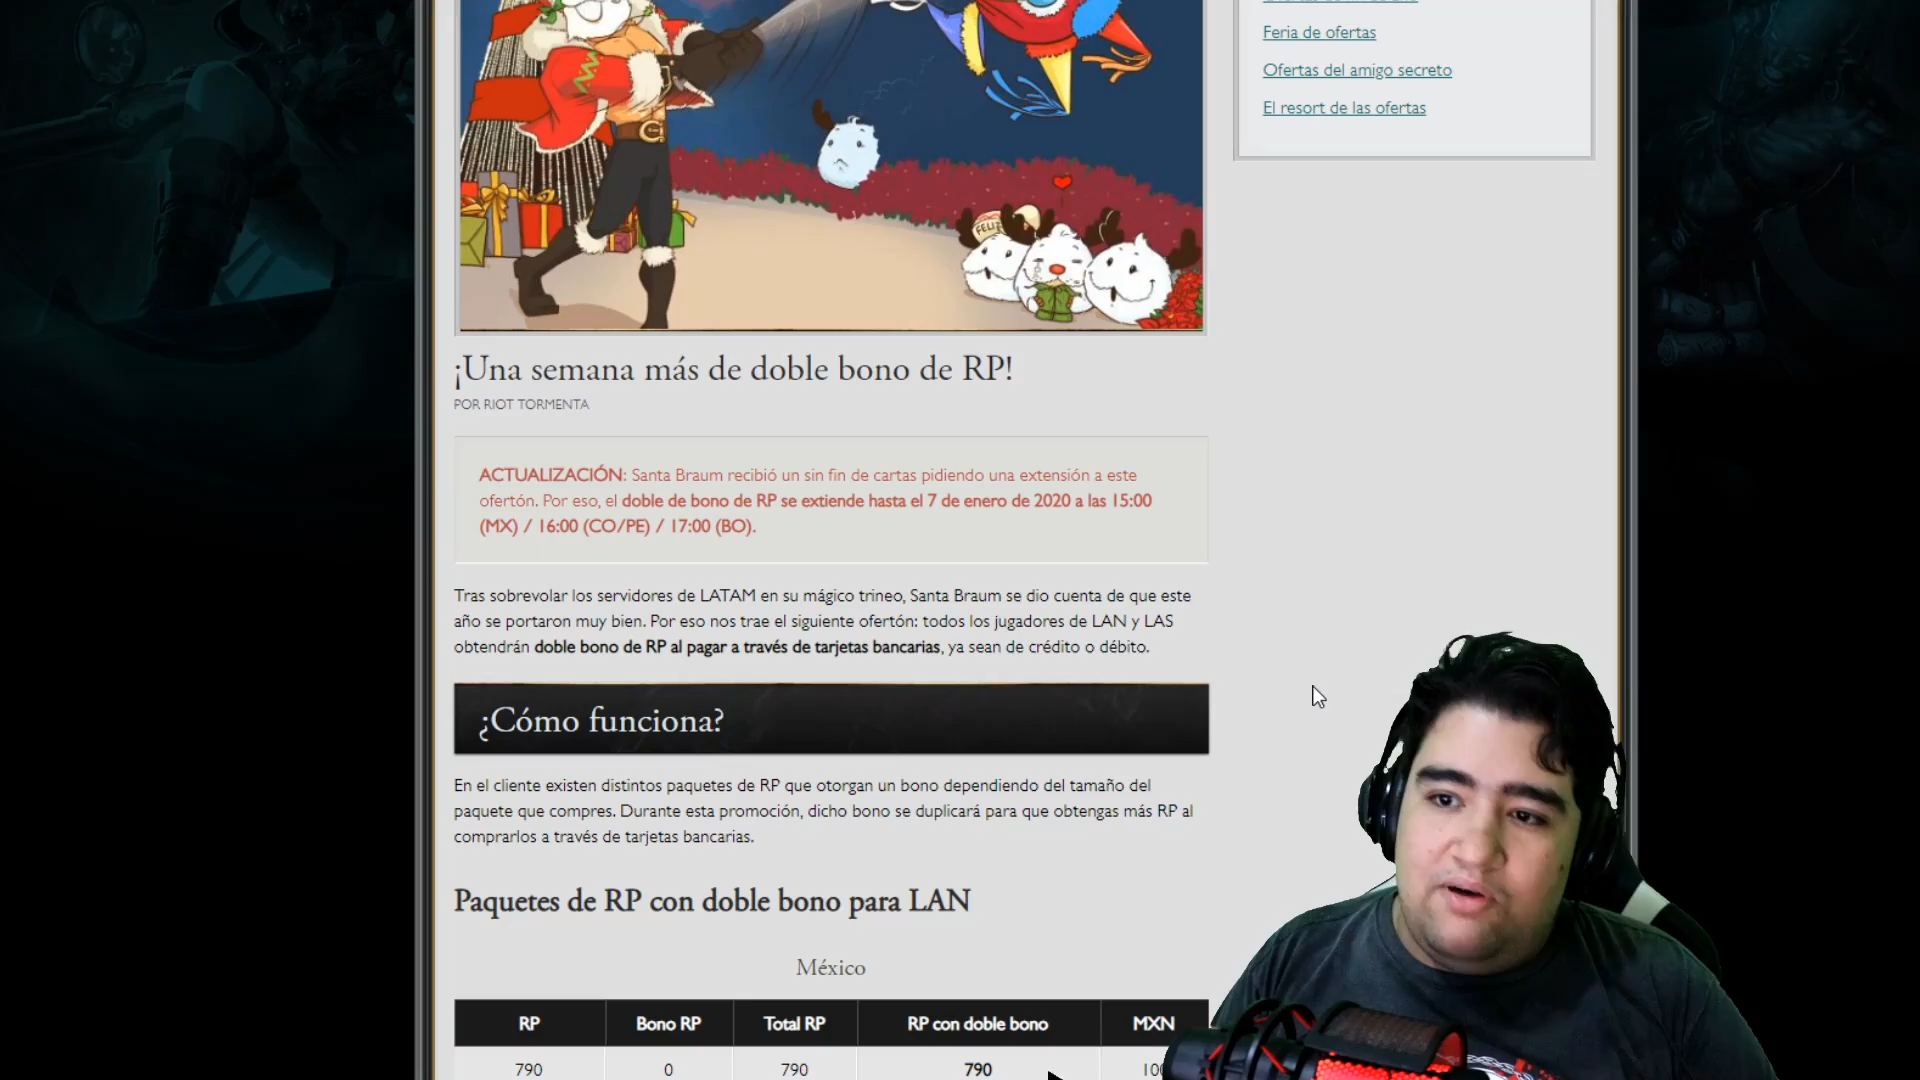 Feria de ofertas
Ofertas del amigo secreto
El resort de las ofertas
FELIZ
¡Una semana más de doble bono de RP!
POR RIOT TORMENTA
ACTUALIZACIÓN: Santa Braum recibió un sin fin de cartas pidiendo una extensión a este
ofertón. Por eso, el doble de bono de RP se extiende hasta el 7 de enero de 2020 a las 15:00
(MX) / 16:00 (CO/PE) / 17:00 (BO).
Tras sobrevolar los servidores de LATAM en su mágico trineo, Santa Braum se dio cuenta de que este
año se portaron muy bien. Por eso nos trae el siguiente ofertón: todos los jugadores de LAN y LAS
obtendrán doble bono de RP al pagar a través de tarjetas bancarias, ya sean de crédito o débito.
¿Cómo funciona?
En el cliente existen distintos paquetes de RP que otorgan un bono dependiendo del tamaño del
paquete que compres. Durante esta promoción, dicho bono se duplicará para que obtengas más RP al
comprarlos a través de tarjetas bancarias.
Paquetes de RP con doble bono para LAN
México
RP Bono RP Total RP RP con doble bono MXN
790 0 790 790